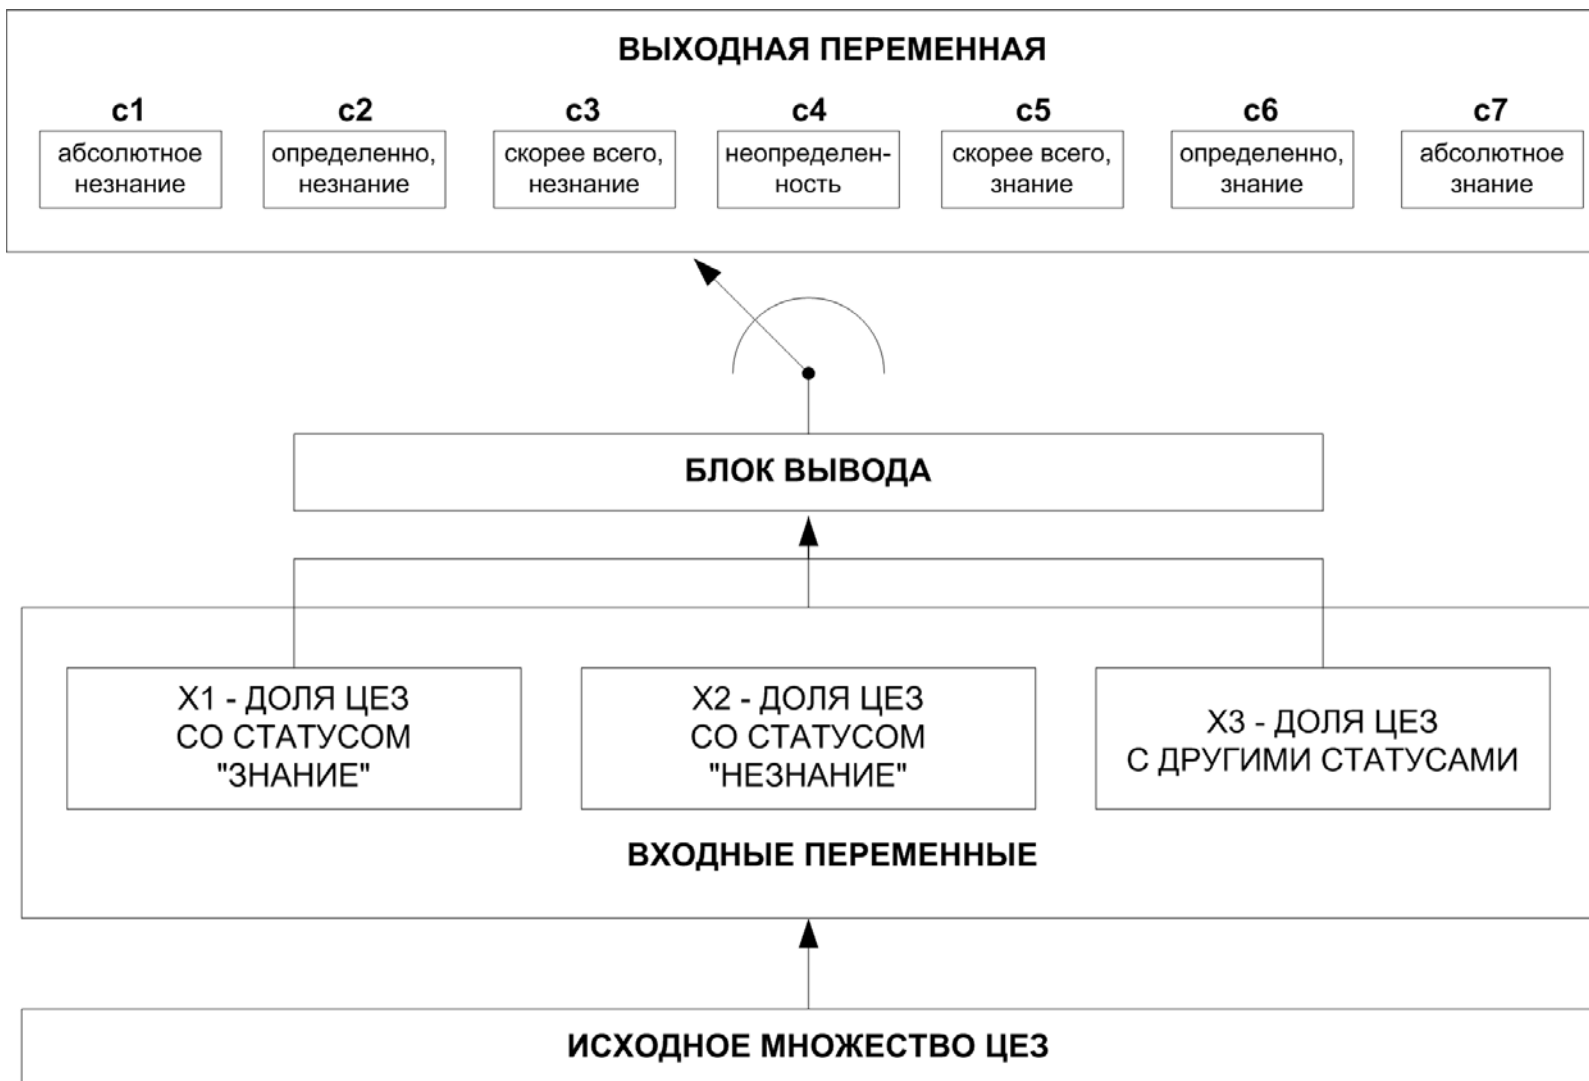 ВЫХОДНАЯ ПЕРЕМЕННАЯ
c1 c2 c3 c4 c5 c6 c7
абсолютное
незнание
определенно,
незнание
скорее всего,
незнание
неопределен-
ность
скорее всего,
знание
определенно,
знание
абсолютное
знание
БЛОК ВЫВОДА
X1 - ДОЛЯ ЦЕЗ
СО СТАТУСОМ
"ЗНАНИЕ"
X2 - ДОЛЯ ЦЕЗ
СО СТАТУСОМ
"НЕЗНАНИЕ"
X3 - ДОЛЯ ЦЕЗ
С ДРУГИМИ СТАТУСАМИ
ВХОДНЫЕ ПЕРЕМЕННЫЕ
ИСХОДНОЕ МНОЖЕСТВО ЦЕЗ